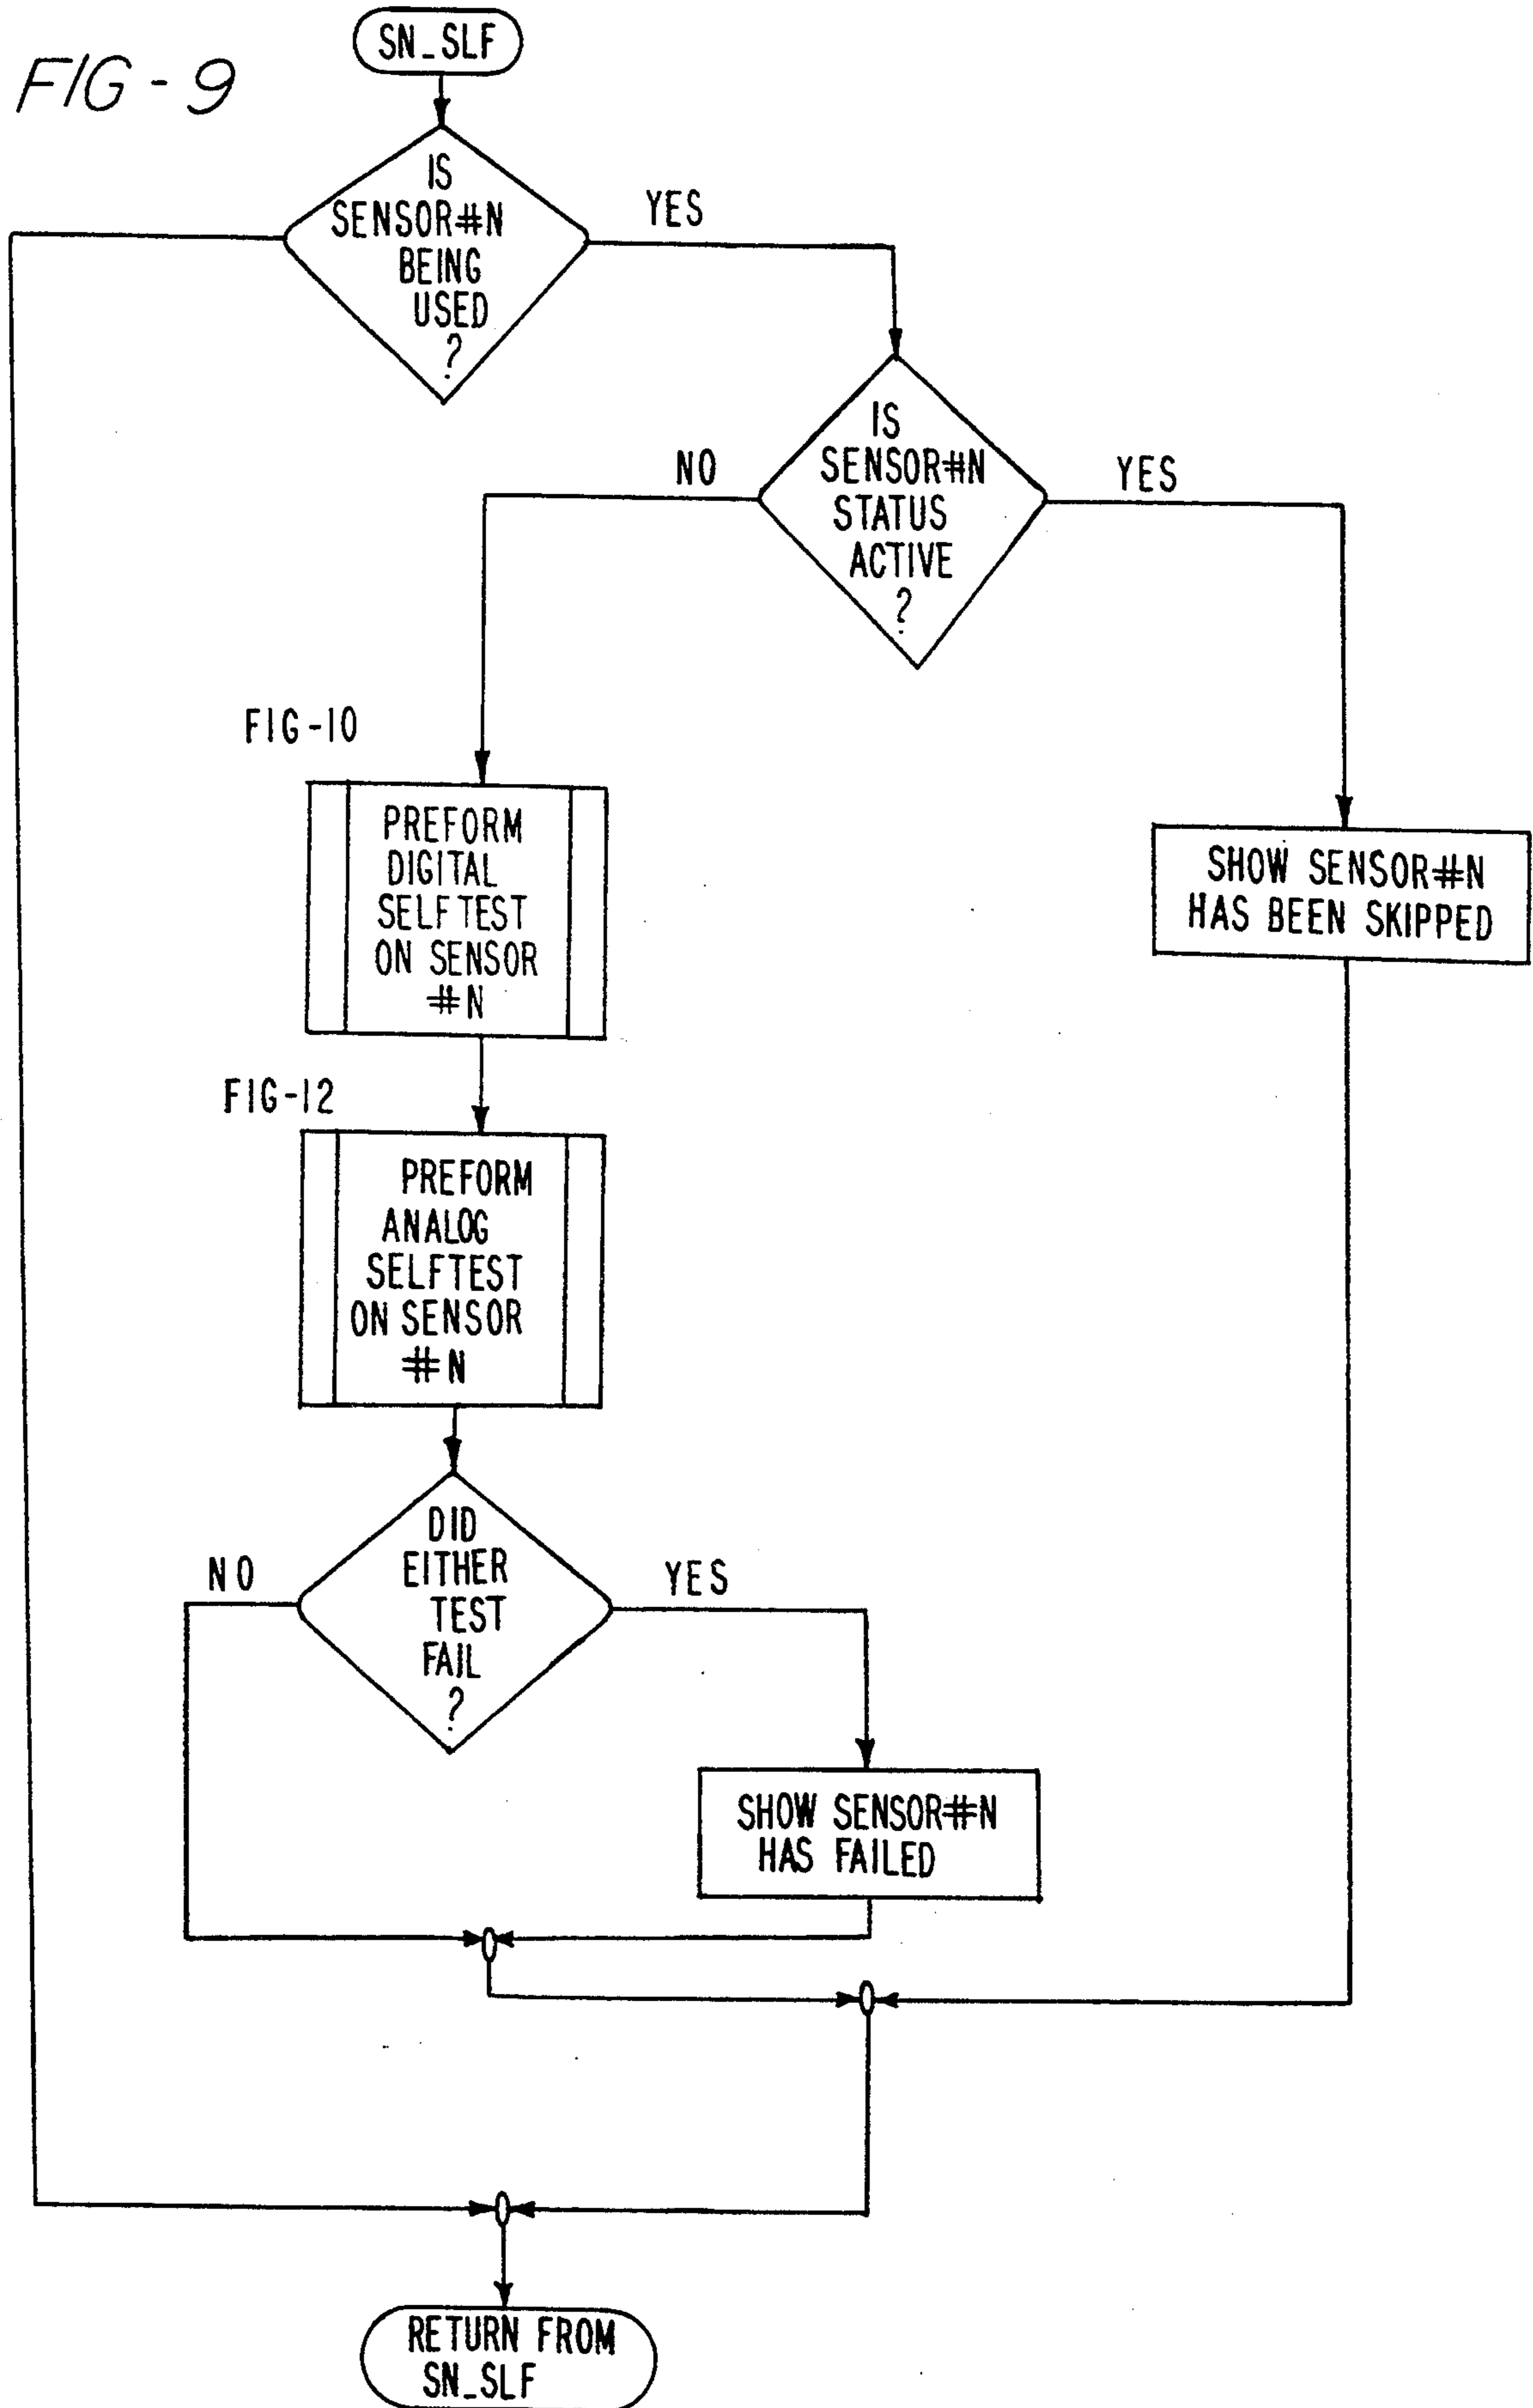 FIG-9
SN_SLF
IS
SENSOR#N
BEING
USED
?
YES
IS
SENSOR#N
STATUS
ACTIVE
?
NO
YES
FIG-10
PREFORM
DIGITAL
SELFTEST
ON SENSOR
#N
SHOW SENSOR#N
HAS BEEN SKIPPED
FIG-12
PREFORM
ANALOG
SELFTEST
ON SENSOR
#N
DID
EITHER
TEST
FAIL
?
NO
YES
SHOW SENSOR#N
HAS FAILED
RETURN FROM
SN_SLF